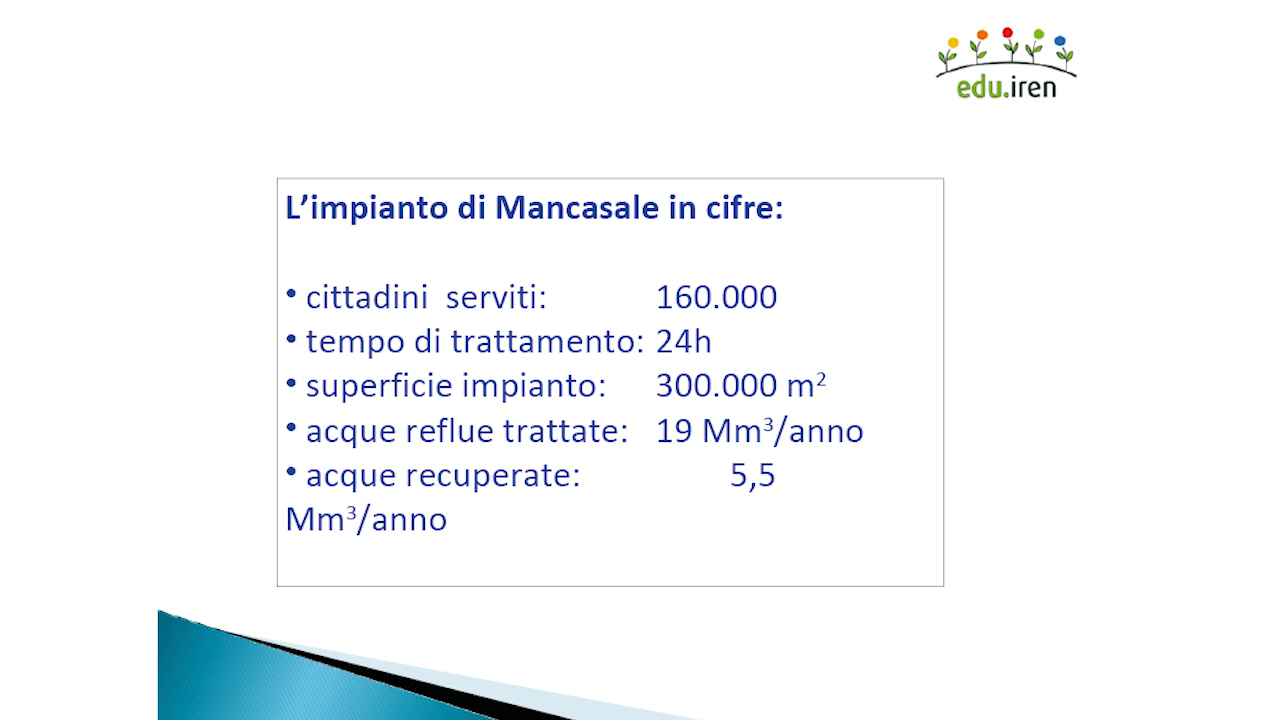 edu.iren
L’impianto di Mancasale in cifre:
• cittadini serviti: 160.000
• tempo di trattamento: 24h
• superficie impianto: 300.000 m²
• acque reflue trattate: 19 Mm³/anno
• acque recuperate: 5,5
Mm³/anno